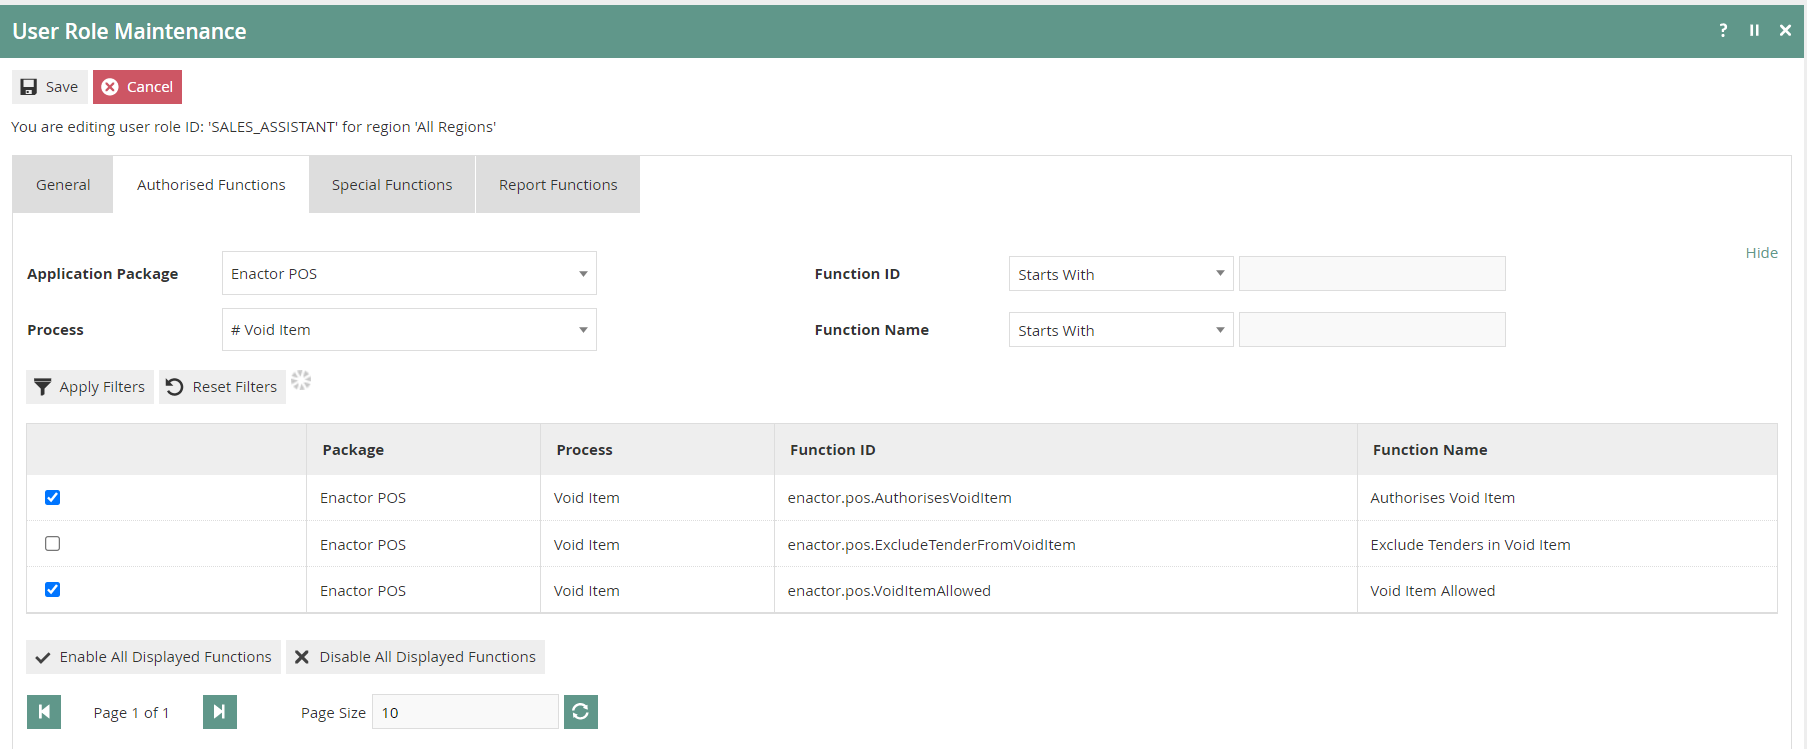 User Role Maintenance
?
Save Cancel
You are editing user role ID: 'SALES_ASSISTANT' for region 'All Regions'
General Authorised Functions Special Functions Report Functions
Hide
Application Package Enactor POS Function ID Starts With
Process # Void Item Function Name Starts With
Apply Filters Reset Filters
Package Process Function ID Function Name
Enactor POS Void Item enactor.pos.AuthorisesVoidItem Authorises Void Item
Enactor POS Void Item enactor.pos.ExcludeTenderFromVoidItem Exclude Tenders in Void Item
Enactor POS Void Item enactor.pos.VoidItemAllowed Void Item Allowed
Enable All Displayed Functions Disable All Displayed Functions
Page 1 of 1 Page Size 10